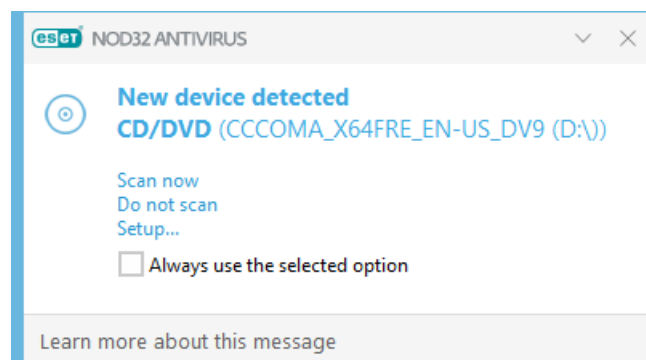 eset NOD32 ANTIVIRUS
New device detected
CD/DVD (CCCOMA_X64FRE_EN-US_DV9 (D:\))
Scan now
Do not scan
Setup...
Always use the selected option
Learn more about this message